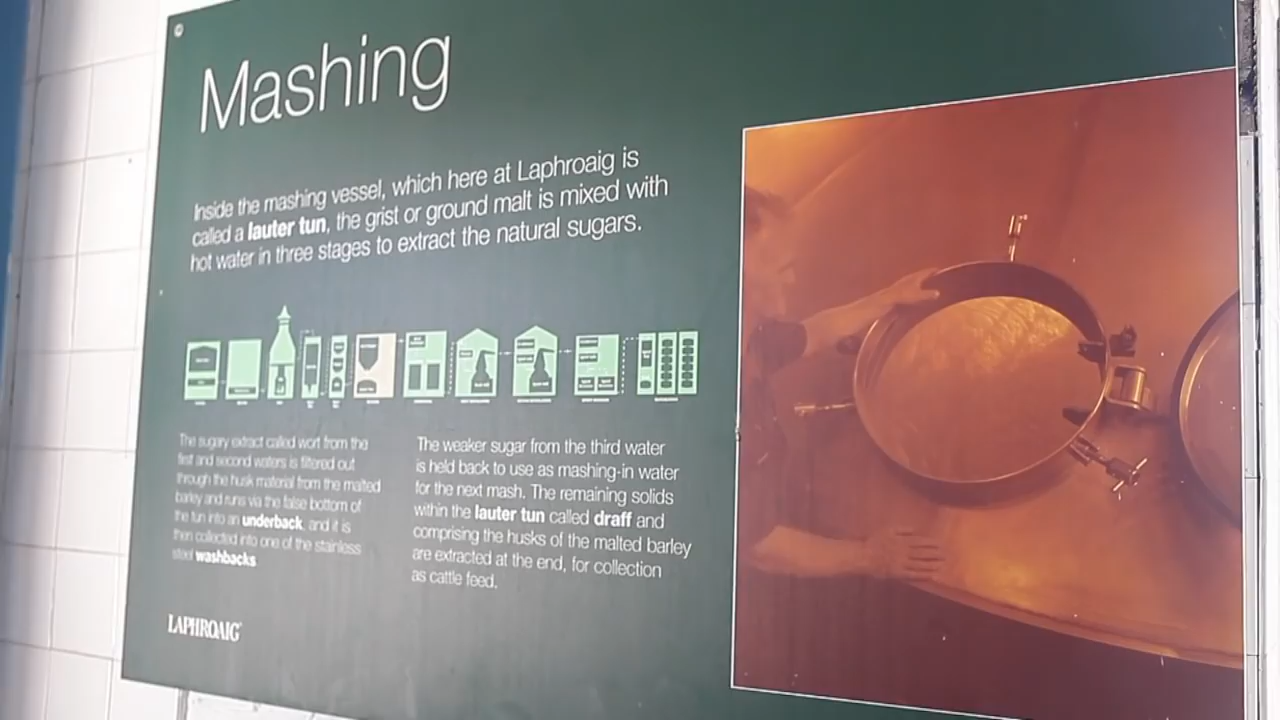 Mashing
Inside the mashing vessel, which here at Laphroaig is
called a lauter tun, the grist or ground malt is mixed with
hot water in three stages to extract the natural sugars.
The sugary extract called wort from the
first and second waters is filtered out
through the husk material from the malted
barley and runs via the false bottom of
the tun into an underback, and it is
then collected into one of the stainless
steel washbacks.
The weaker sugar from the third water
is held back to use as mashing-in water
for the next mash. The remaining solids
within the lauter tun called draff and
comprising the husks of the malted barley
are extracted at the end, for collection
as cattle feed.
LAPHROAIG